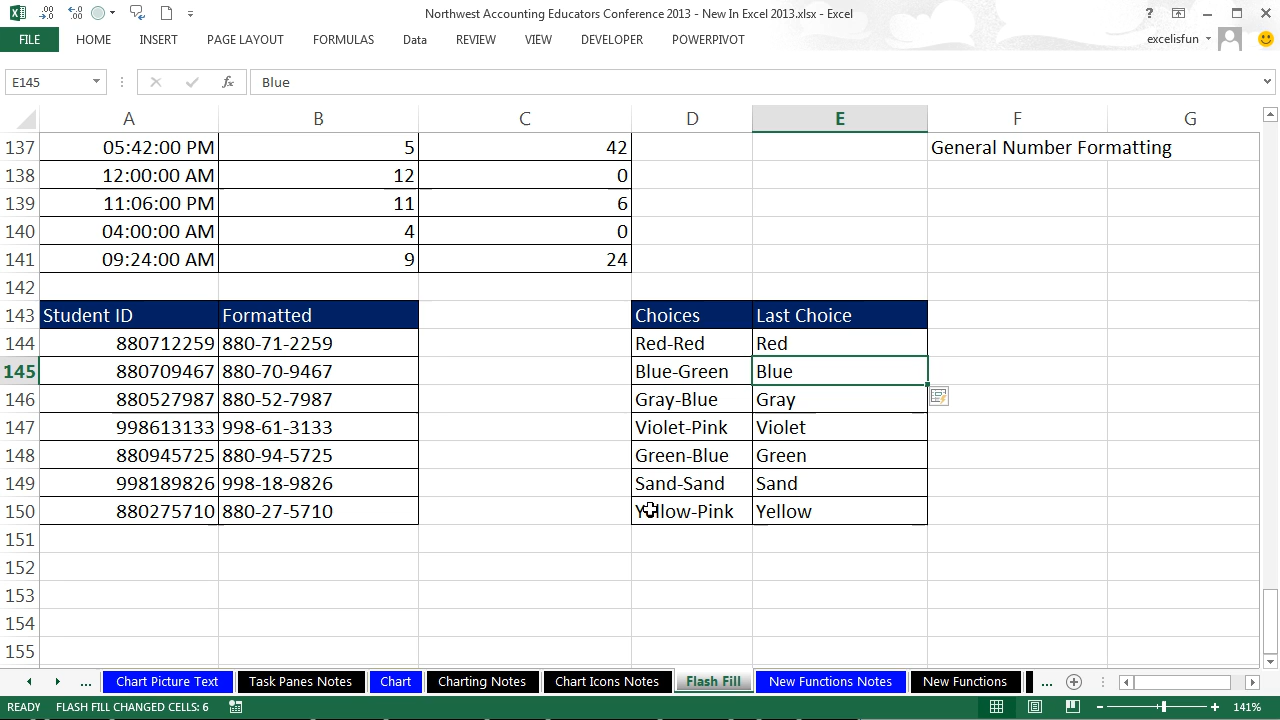 Northwest Accounting Educators Conference 2013 - New In Excel 2013.xlsx - Excel
FILE HOME INSERT PAGE LAYOUT FORMULAS Data REVIEW VIEW DEVELOPER POWERPIVOT excelisfun
E145 fx Blue
A B C D E F G
137 05:42:00 PM 5 42 General Number Formatting
138 12:00:00 AM 12 0
139 11:06:00 PM 11 6
140 04:00:00 AM 4 0
141 09:24:00 AM 9 24
142
143 Student ID Formatted Choices Last Choice
144 880712259 880-71-2259 Red-Red Red
145 880709467 880-70-9467 Blue-Green Blue
146 880527987 880-52-7987 Gray-Blue Gray
147 998613133 998-61-3133 Violet-Pink Violet
148 880945725 880-94-5725 Green-Blue Green
149 998189826 998-18-9826 Sand-Sand Sand
150 880275710 880-27-5710 Yellow-Pink Yellow
151
152
153
154
155
... Chart Picture Text Task Panes Notes Chart Charting Notes Chart Icons Notes Flash Fill New Functions Notes New Functions ...
READY FLASH FILL CHANGED CELLS: 6 141%